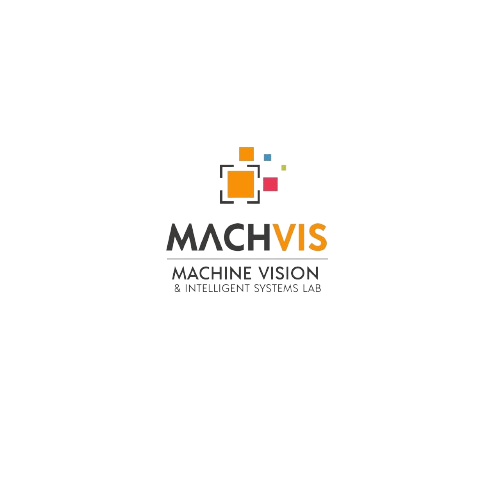 MACHVIS
MACHINE VISION
& INTELLIGENT SYSTEMS LAB